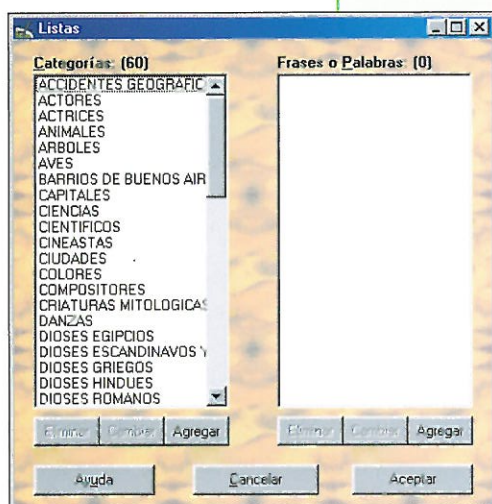 Listas
Categorías: (60)
ACCIDENTES GEOGRAFIC
ACTORES
ACTRICES
ANIMALES
ARBOLES
AVES
BARRIOS DE BUENOS AIR
CAPITALES
CIENCIAS
CIENTIFICOS
CINEASTAS
CIUDADES
COLORES
COMPOSITORES
CRIATURAS MITOLOGICAS
DANZAS
DIOSES EGIPCIOS
DIOSES ESCANDINAVOS Y
DIOSES GRIEGOS
DIOSES HINDUES
DIOSES ROMANOS
Eliminar Cambiar Agregar
Frases o Palabras: (0)
Eliminar Cambiar Agregar
Ayuda Cancelar Aceptar